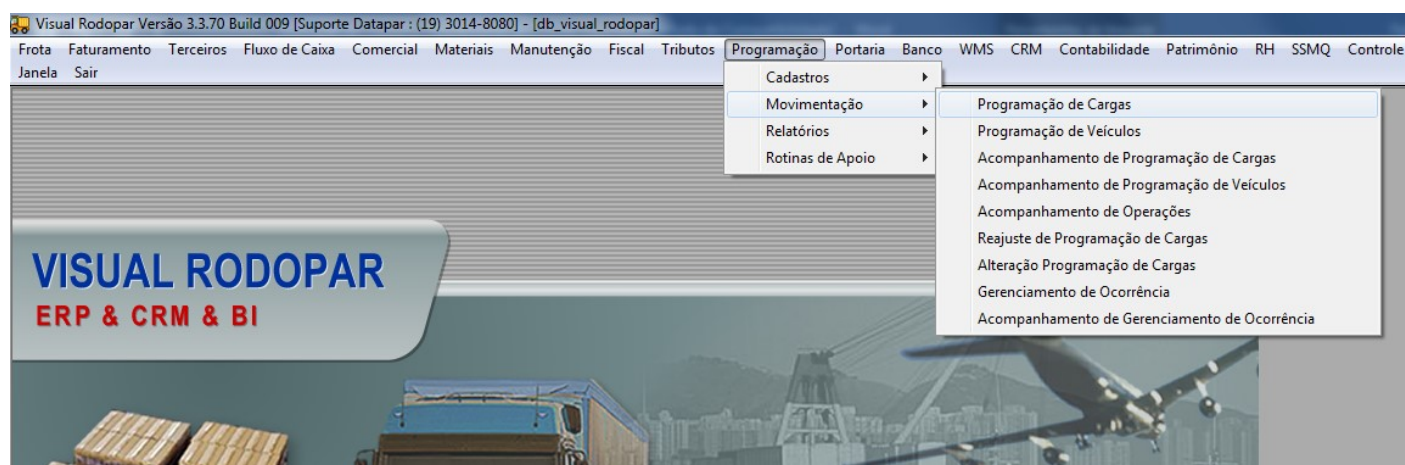 Visual Rodopar Versão 3.3.70 Build 009 [Suporte Datapar : (19) 3014-8080] - [db_visual_rodopar]
Frota Faturamento Terceiros Fluxo de Caixa Comercial Materiais Manutenção Fiscal Tributos Programação Portaria Banco WMS CRM Contabilidade Patrimônio RH SSMQ Controle
Janela Sair
Cadastros
Movimentação
Relatórios
Rotinas de Apoio
Programação de Cargas
Programação de Veículos
Acompanhamento de Programação de Cargas
Acompanhamento de Programação de Veículos
Acompanhamento de Operações
Reajuste de Programação de Cargas
Alteração Programação de Cargas
Gerenciamento de Ocorrência
Acompanhamento de Gerenciamento de Ocorrência
VISUAL RODOPAR
ERP & CRM & BI